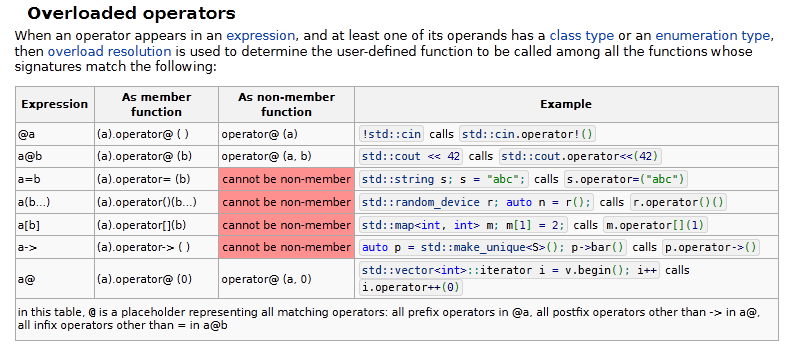 Overloaded operators
When an operator appears in an expression, and at least one of its operands has a class type or an enumeration type,
then overload resolution is used to determine the user-defined function to be called among all the functions whose
signatures match the following:
Expression As member function As non-member function Example
@a (a).operator@ ( ) operator@ (a) !std::cin calls std::cin.operator!()
a@b (a).operator@ (b) operator@ (a, b) std::cout << 42 calls std::cout.operator<<(42)
a=b (a).operator= (b) cannot be non-member std::string s; s = "abc"; calls s.operator=("abc")
a(b...) (a).operator()(b...) cannot be non-member std::random_device r; auto n = r(); calls r.operator()()
a[b] (a).operator[](b) cannot be non-member std::map<int, int> m; m[1] = 2; calls m.operator[](1)
a-> (a).operator-> ( ) cannot be non-member auto p = std::make_unique<S>(); p->bar() calls p.operator->()
a@ (a).operator@ (0) operator@ (a, 0) std::vector<int>::iterator i = v.begin(); i++ calls
i.operator++(0)
in this table, @ is a placeholder representing all matching operators: all prefix operators in @a, all postfix operators other than -> in a@,
all infix operators other than = in a@b